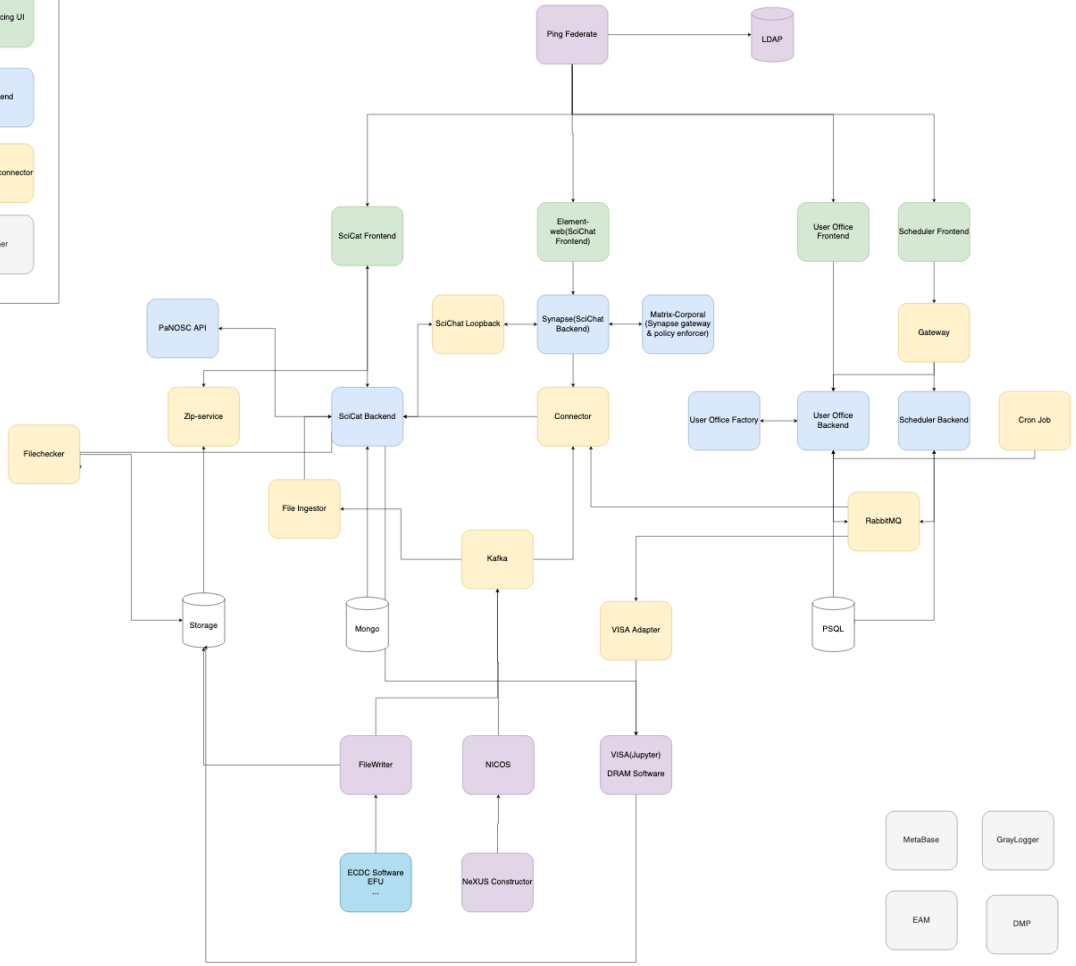 cing UI
end
connector
er
Ping Federate
LDAP
SciCat Frontend
Element-
web(SciChat
Frontend)
User Office
Frontend
Scheduler Frontend
PaNOSC API
SciChat Loopback
Synapse(SciChat
Backend)
Matrix-Corporal
(Synapse gateway
& policy enforcer)
Gateway
Zip-service
SciCat Backend
Connector
User Office Factory
User Office
Backend
Scheduler Backend
Cron Job
Filechecker
File Ingestor
RabbitMQ
Kafka
Storage
Mongo
VISA Adapter
PSQL
FileWriter
NICOS
VISA(Jupyter)
DRAM Software
MetaBase
GrayLogger
ECDC Software
EFU
...
NeXUS Constructor
EAM
DMP